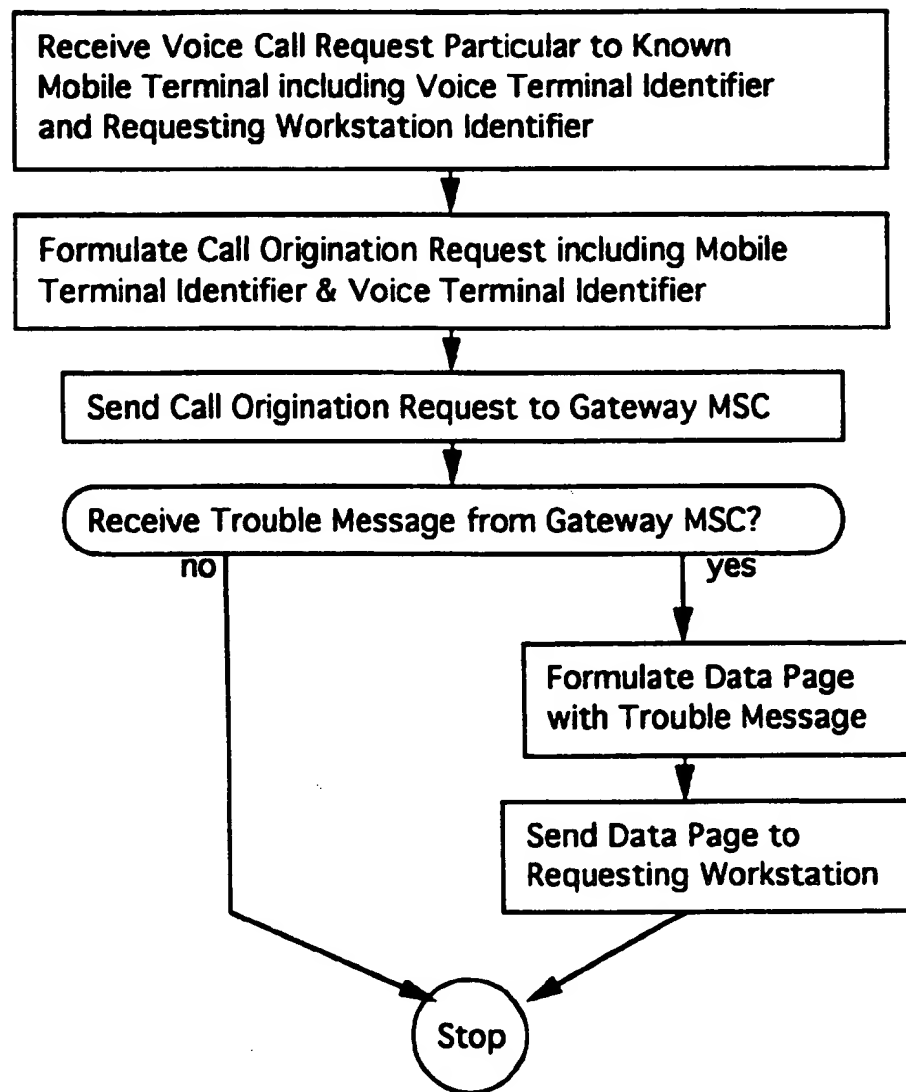 Receive Voice Call Request Particular to Known
Mobile Terminal including Voice Terminal Identifier
and Requesting Workstation Identifier
Formulate Call Origination Request including Mobile
Terminal Identifier & Voice Terminal Identifier
Send Call Origination Request to Gateway MSC
Receive Trouble Message from Gateway MSC?
no
yes
Formulate Data Page
with Trouble Message
Send Data Page to
Requesting Workstation
Stop